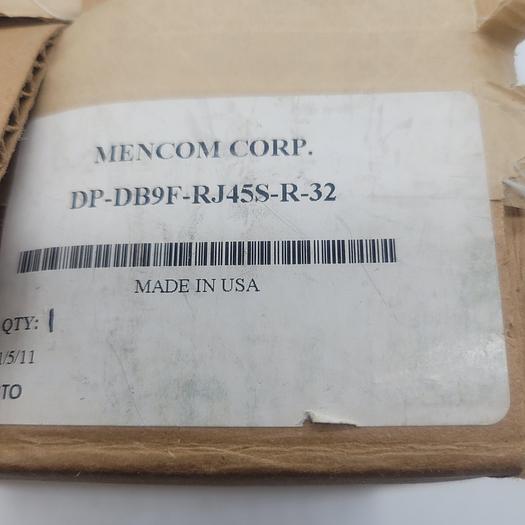 MENCOM CORP.
DP-DB9F-RJ45S-R-32
MADE IN USA
QTY: 1
/5/11
TO